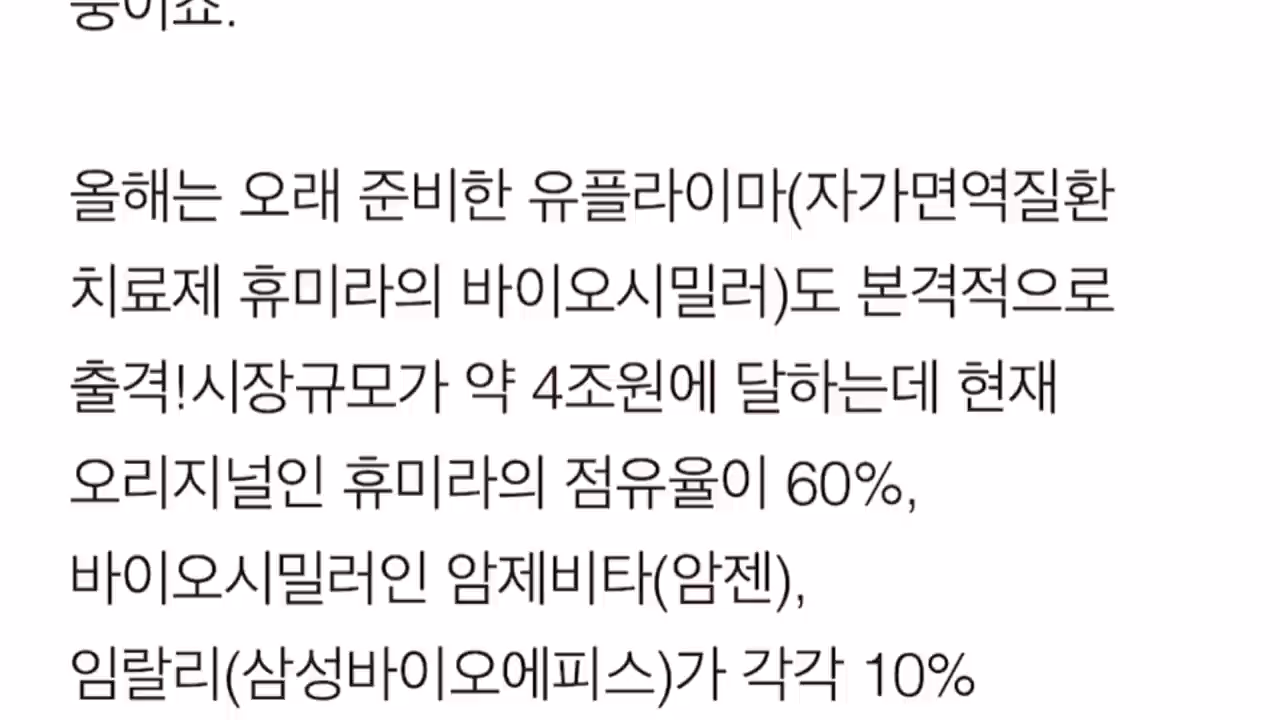 중이죠.
올해는 오래 준비한 유플라이마(자가면역질환
치료제 휴미라의 바이오시밀러)도 본격적으로
출격!시장규모가 약 4조원에 달하는데 현재
오리지널인 휴미라의 점유율이 60%,
바이오시밀러인 암제비타(암젠),
임랄리(삼성바이오에피스)가 각각 10%